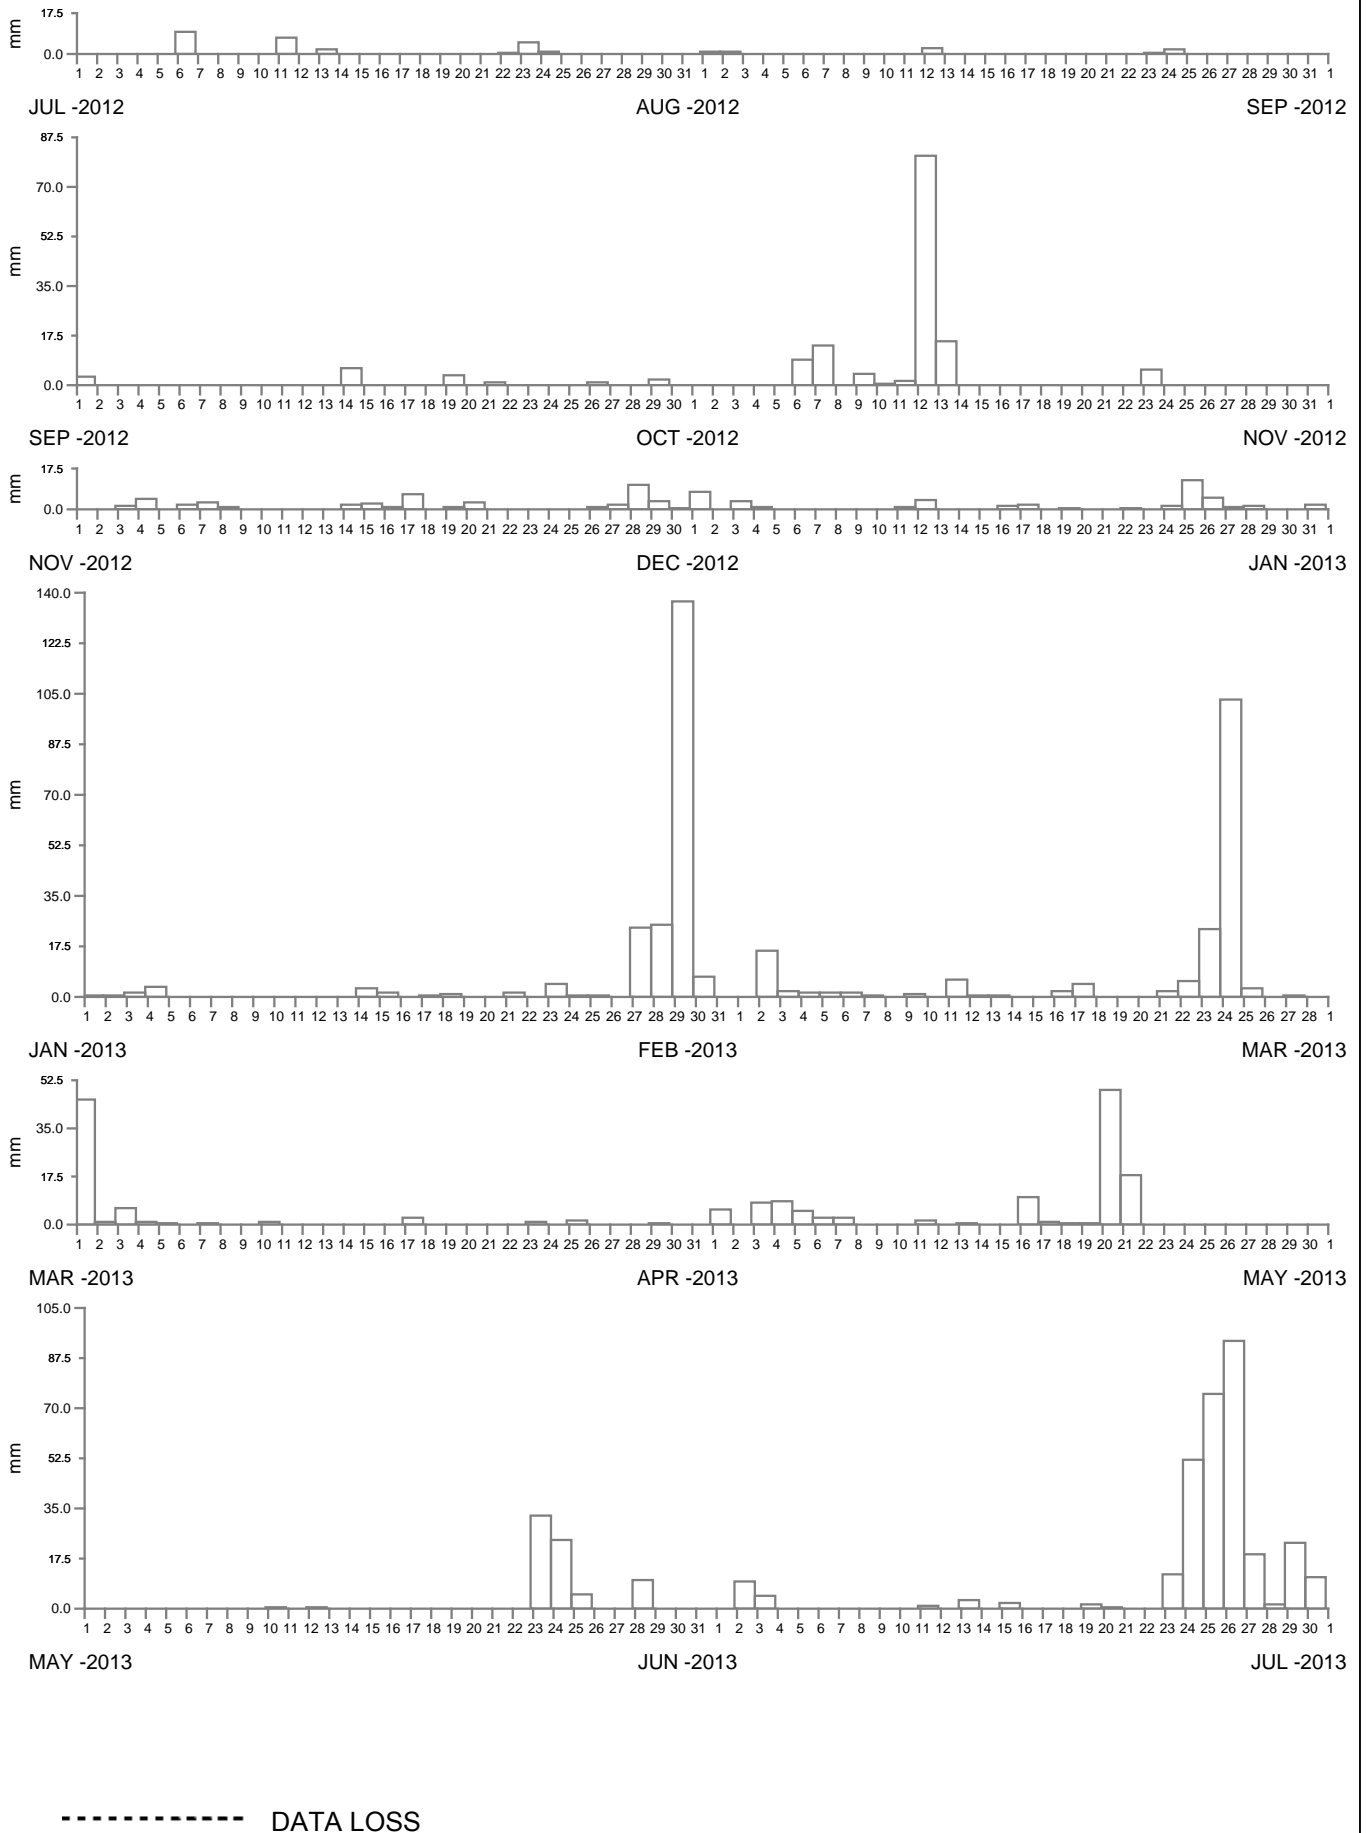 17.5
mm
0.0
1 2 3 4 5 6 7 8 9 10 11 12 13 14 15 16 17 18 19 20 21 22 23 24 25 26 27 28 29 30 31 1 2 3 4 5 6 7 8 9 10 11 12 13 14 15 16 17 18 19 20 21 22 23 24 25 26 27 28 29 30 31 1
JUL -2012 AUG -2012 SEP -2012
87.5
70.0
52.5
mm
35.0
17.5
0.0
1 2 3 4 5 6 7 8 9 10 11 12 13 14 15 16 17 18 19 20 21 22 23 24 25 26 27 28 29 30 1 2 3 4 5 6 7 8 9 10 11 12 13 14 15 16 17 18 19 20 21 22 23 24 25 26 27 28 29 30 31 1
SEP -2012 OCT -2012 NOV -2012
17.5
mm
0.0
1 2 3 4 5 6 7 8 9 10 11 12 13 14 15 16 17 18 19 20 21 22 23 24 25 26 27 28 29 30 1 2 3 4 5 6 7 8 9 10 11 12 13 14 15 16 17 18 19 20 21 22 23 24 25 26 27 28 29 30 31 1
NOV -2012 DEC -2012 JAN -2013
140.0
122.5
105.0
87.5
mm
70.0
52.5
35.0
17.5
0.0
1 2 3 4 5 6 7 8 9 10 11 12 13 14 15 16 17 18 19 20 21 22 23 24 25 26 27 28 29 30 31 1 2 3 4 5 6 7 8 9 10 11 12 13 14 15 16 17 18 19 20 21 22 23 24 25 26 27 28 1
JAN -2013 FEB -2013 MAR -2013
52.5
35.0
mm
17.5
0.0
1 2 3 4 5 6 7 8 9 10 11 12 13 14 15 16 17 18 19 20 21 22 23 24 25 26 27 28 29 30 31 1 2 3 4 5 6 7 8 9 10 11 12 13 14 15 16 17 18 19 20 21 22 23 24 25 26 27 28 29 30 1
MAR -2013 APR -2013 MAY -2013
105.0
87.5
70.0
mm
52.5
35.0
17.5
0.0
1 2 3 4 5 6 7 8 9 10 11 12 13 14 15 16 17 18 19 20 21 22 23 24 25 26 27 28 29 30 31 1 2 3 4 5 6 7 8 9 10 11 12 13 14 15 16 17 18 19 20 21 22 23 24 25 26 27 28 29 30 1
MAY -2013 JUN -2013 JUL -2013
DATA LOSS